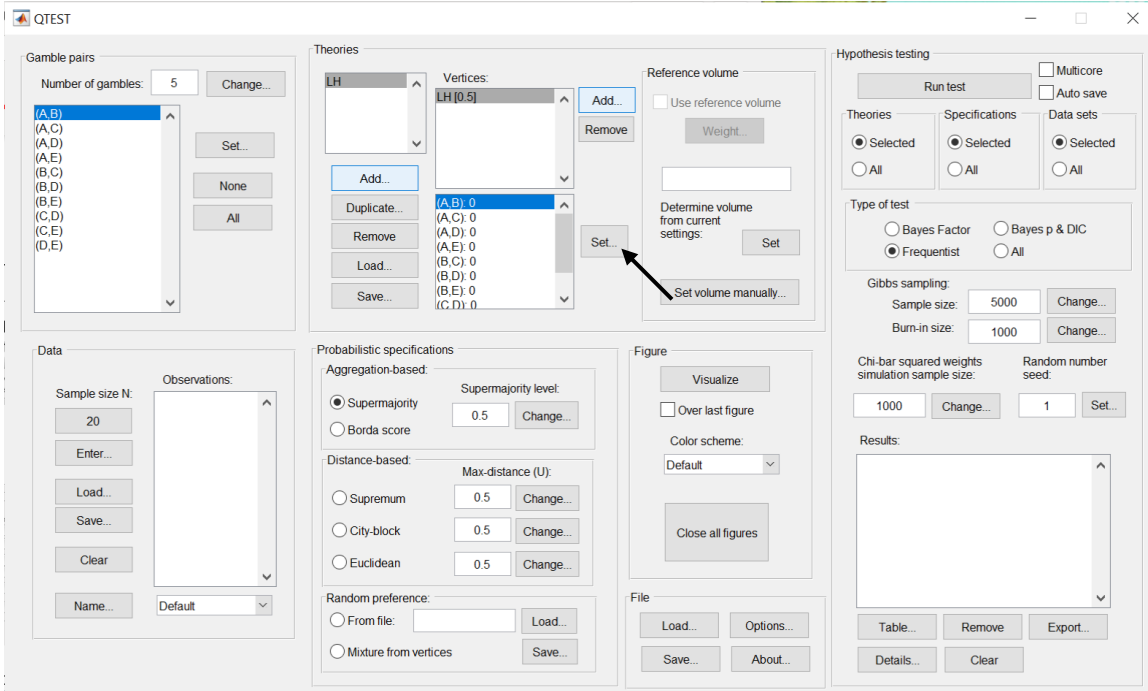 QTEST
Gamble pairs
Number of gambles: 5 Change...
(A,B)
(A,C)
(A,D)
(A,E)
(B,C)
(B,D)
(B,E)
(C,D)
(C,E)
(D,E)
Set...
None
All
Theories
LH
Add...
Duplicate...
Remove
Load...
Save...
Vertices:
LH [0.5]
Add...
Remove
(A,B): 0
(A,C): 0
(A,D): 0
(A,E): 0
(B,C): 0
(B,D): 0
(B,E): 0
(C,D): 0
Set...
Reference volume
Use reference volume
Weight...
Determine volume
from current
settings:
Set
Set volume manually...
Hypothesis testing
Run test
Multicore
Auto save
Theories
Selected
All
Specifications
Selected
All
Data sets
Selected
All
Type of test
Bayes Factor Bayes p & DIC
Frequentist All
Gibbs sampling:
Sample size: 5000 Change...
Burn-in size: 1000 Change...
Chi-bar squared weights
simulation sample size:
1000 Change...
Random number
seed:
1 Set...
Results:
Table... Remove Export...
Details... Clear
Data
Sample size N:
20
Enter...
Load...
Save...
Clear
Name... Default
Observations:
Probabilistic specifications
Aggregation-based:
Supermajority
Borda score
Supermajority level:
0.5 Change...
Distance-based:
Max-distance (U):
Supremum 0.5 Change...
City-block 0.5 Change...
Euclidean 0.5 Change...
Random preference:
From file: Load...
Mixture from vertices Save...
Figure
Visualize
Over last figure
Color scheme:
Default
Close all figures
File
Load... Options...
Save... About...